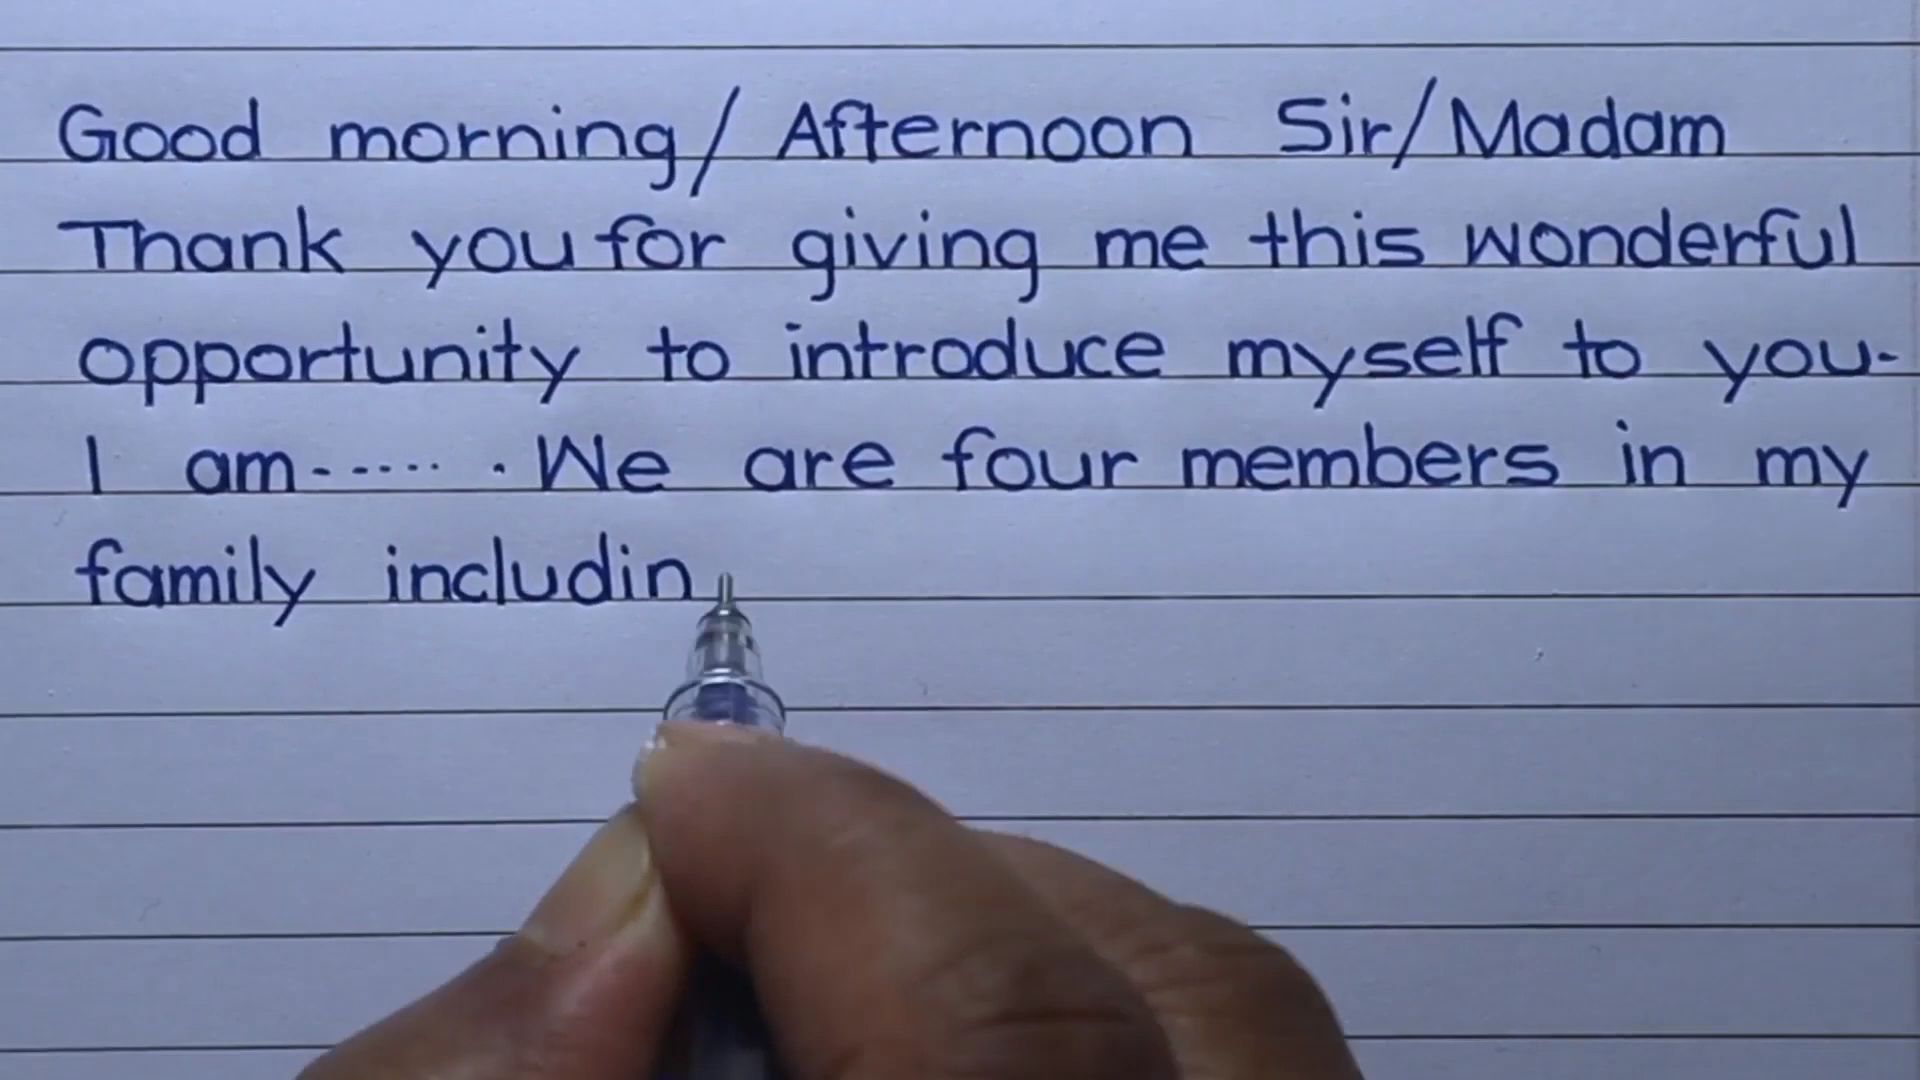 Good morning/ Afternoon Sir/Madam
Thank you for giving me this wonderful
opportunity to introduce myself to you-
I am--.... . We are four members in my
family includin